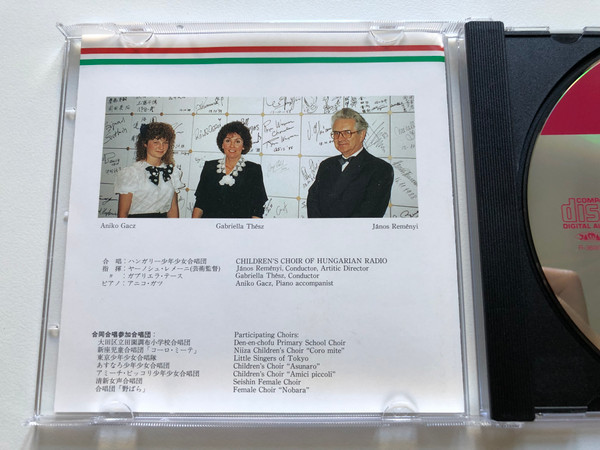 Aniko Gacz
Gabriella Thész
János Reményi
合　唱：ハンガリー少年少女合唱団
指　揮：ヤーノシュ・レメーニ(芸術監督)
〃　：ガブリエラ・テース
ピアノ：アニコ・ガツ
CHILDREN'S CHOIR OF HUNGARIAN RADIO
János Reményi, Conductor, Artitic Director
Gabriella Thész, Conductor
Aniko Gacz, Piano accompanist
合同合唱参加合唱団：
大田区立田園調布小学校合唱団
新座児童合唱団「コーロ・ミーテ」
東京少年少女合唱隊
あすなろ少年少女合唱団
アミーチ・ピッコリ少年少女合唱団
清新女声合唱団
合唱団「野ばら」
Participating Choirs:
Den-en-chofu Primary School Choir
Niiza Children's Choir "Coro mite"
Little Singers of Tokyo
Children's Choir "Asunaro"
Children's Choir "Amici piccoli"
Seishin Female Choir
Female Choir "Nobara"
COMPA
DIGITAL AU